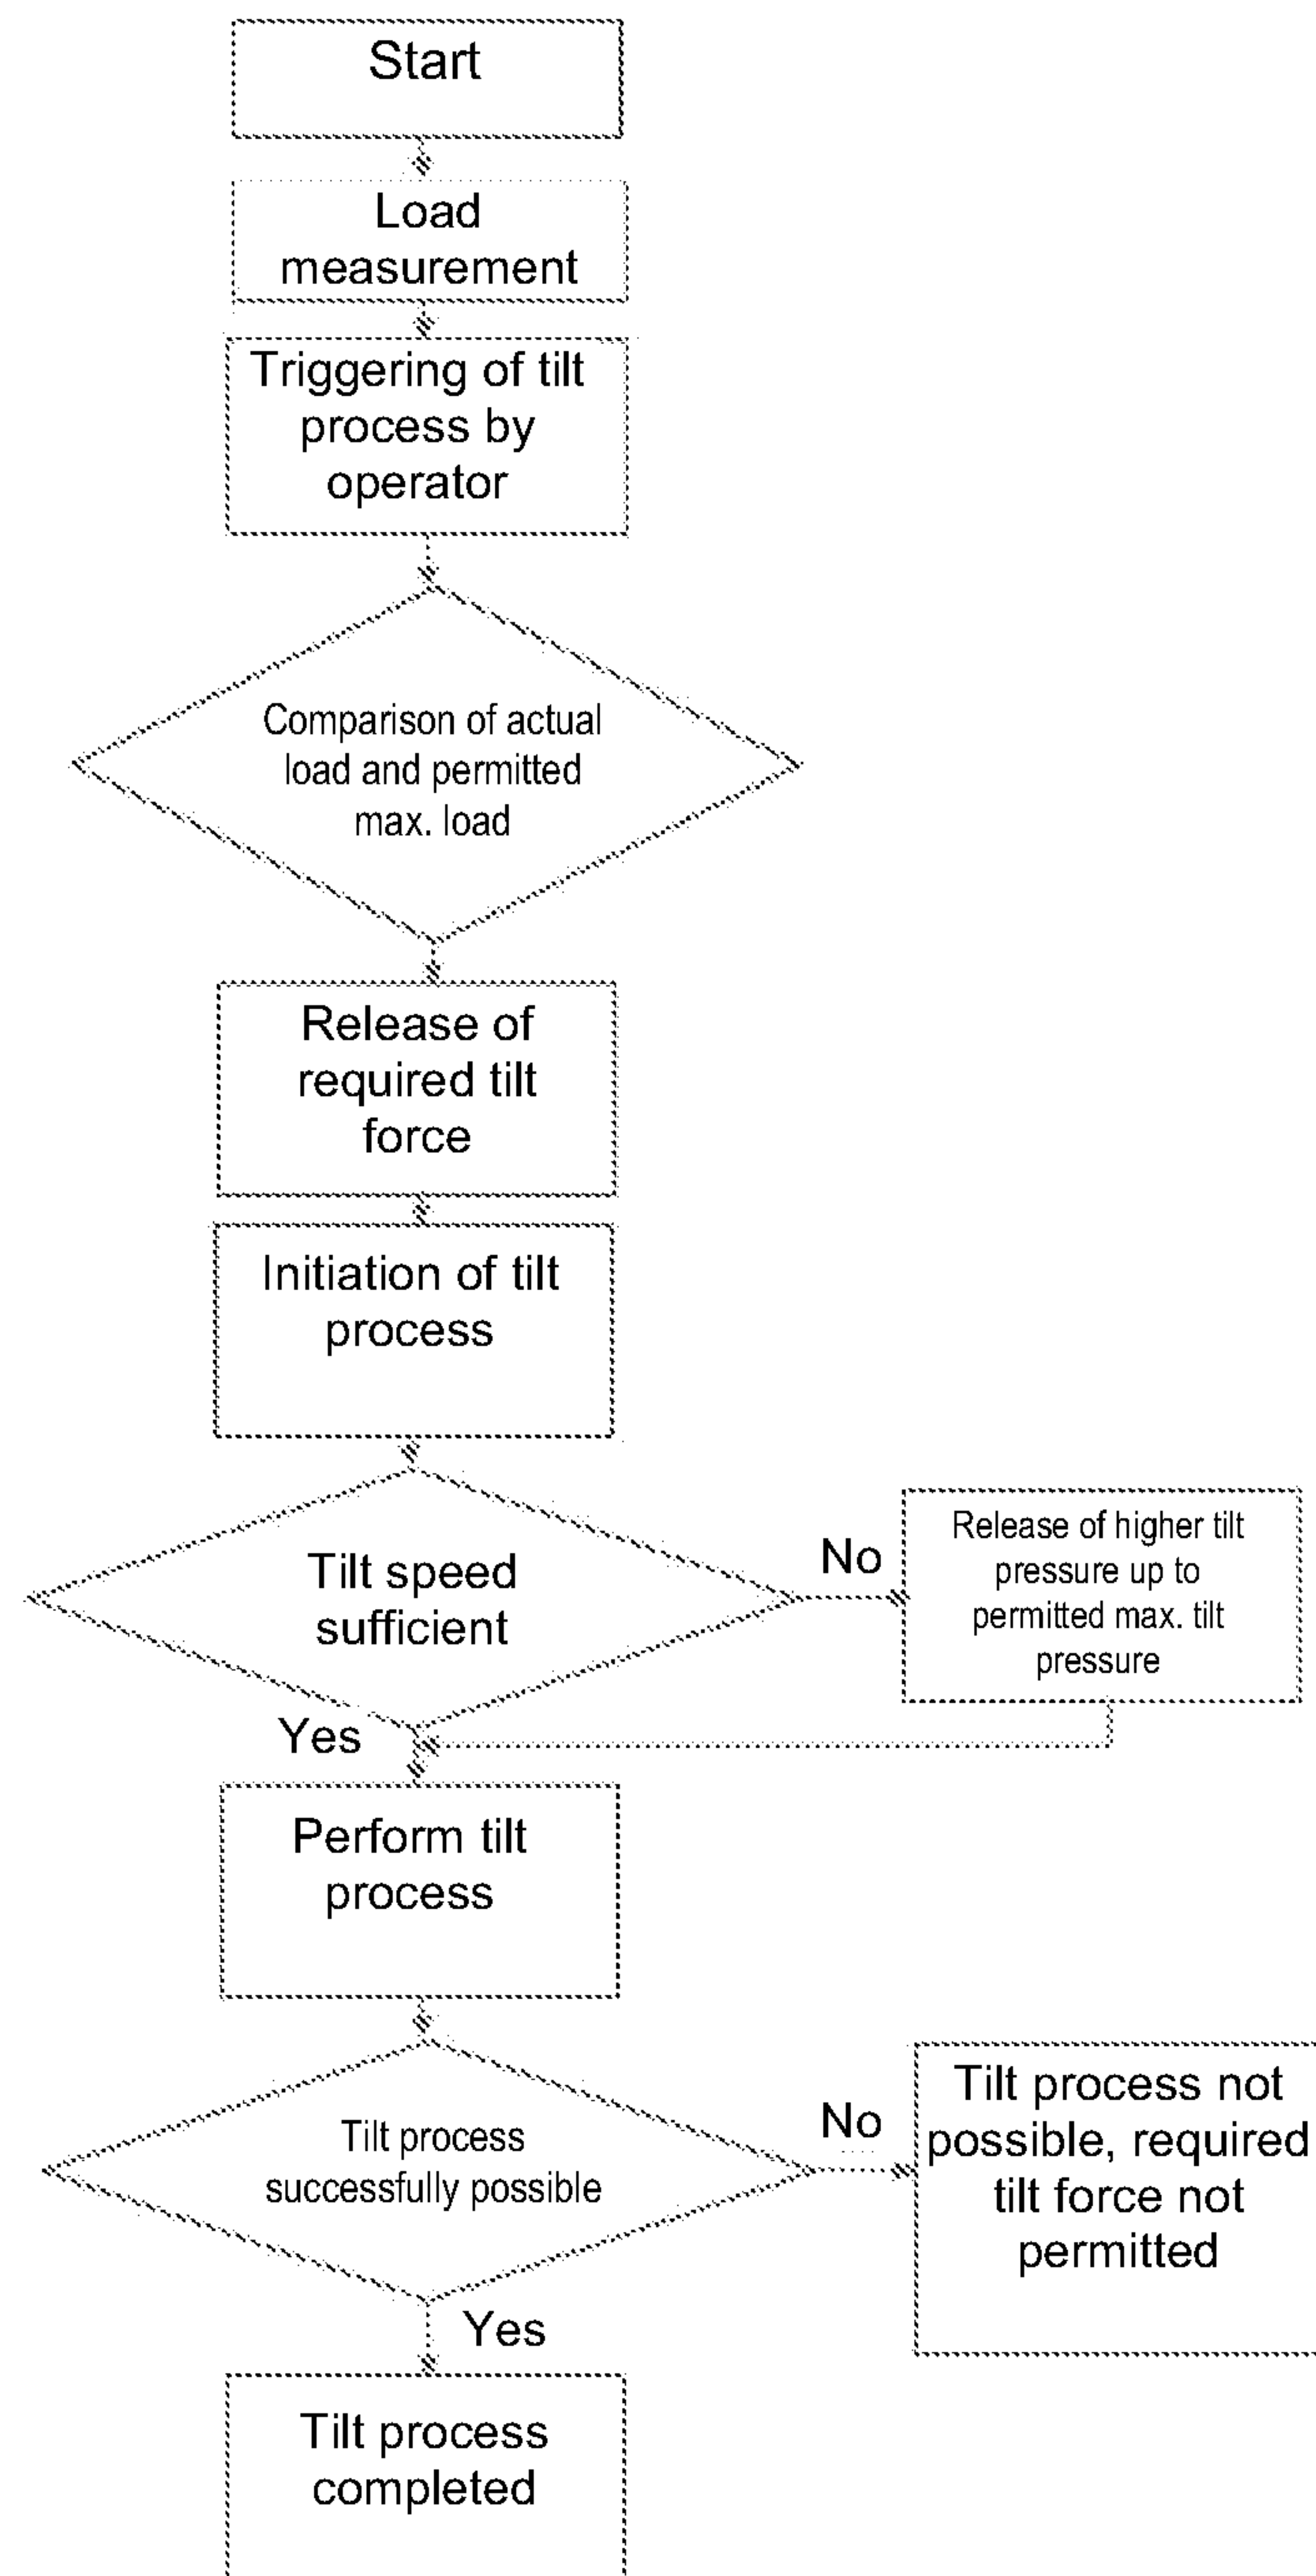 Start
Load
measurement
Triggering of tilt
process by
operator
Comparison of actual
load and permitted
max. load
Release of
required tilt
force
Initiation of tilt
process
Tilt speed
sufficient
No
Release of higher tilt
pressure up to
permitted max. tilt
pressure
Yes
Perform tilt
process
Tilt process
successfully possible
No
Tilt process not
possible, required
tilt force not
permitted
Yes
Tilt process
completed